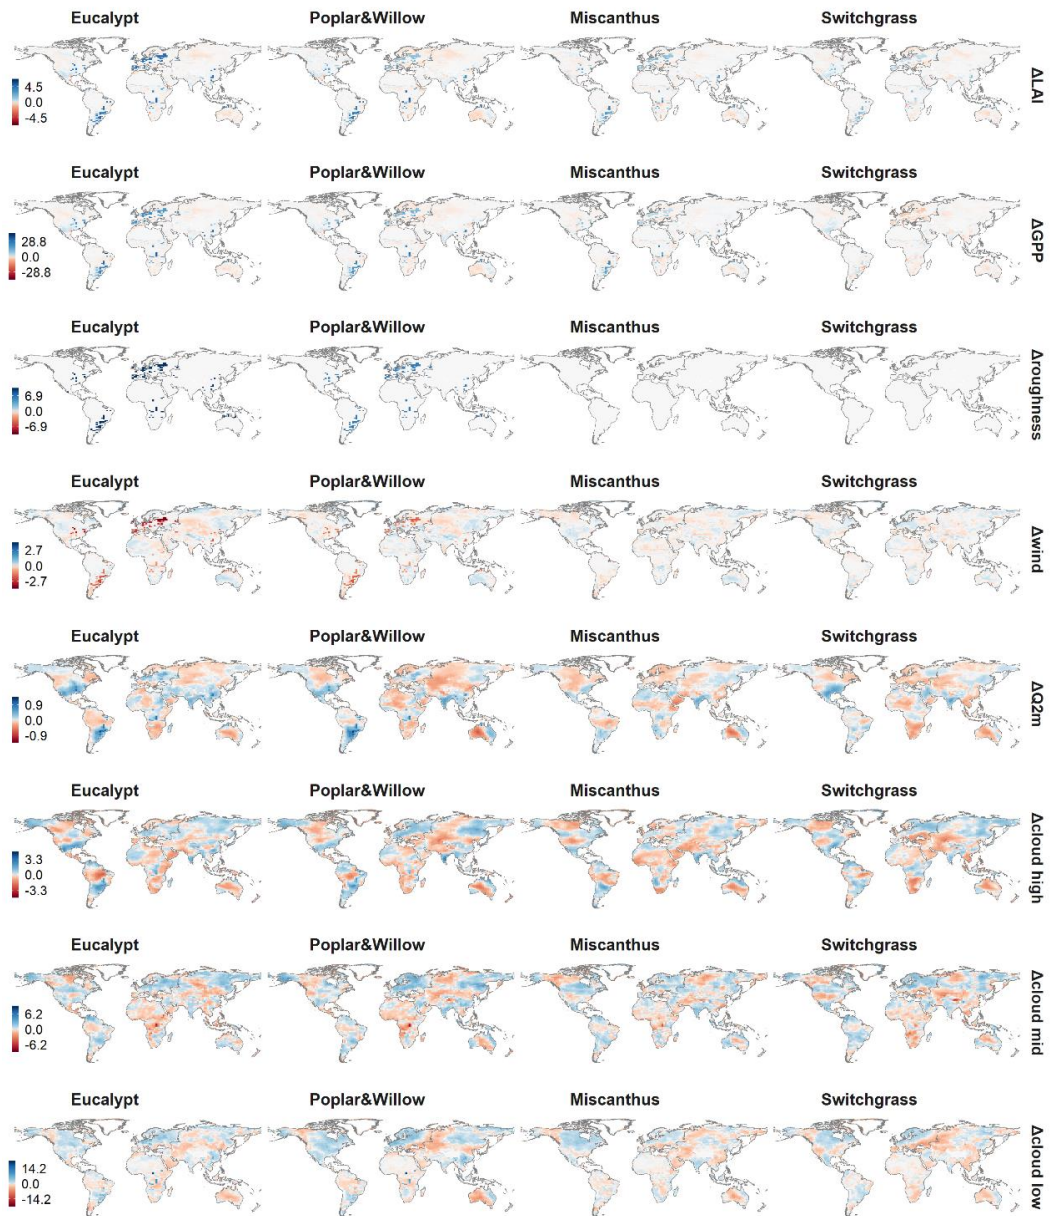 Eucalypt Poplar&Willow Miscanthus Switchgrass
4.5
0.0
-4.5
ΔLAI
Eucalypt Poplar&Willow Miscanthus Switchgrass
28.8
0.0
-28.8
ΔGPP
Eucalypt Poplar&Willow Miscanthus Switchgrass
6.9
0.0
-6.9
Δroughness
Eucalypt Poplar&Willow Miscanthus Switchgrass
2.7
0.0
-2.7
Δwind
Eucalypt Poplar&Willow Miscanthus Switchgrass
0.9
0.0
-0.9
ΔQ2m
Eucalypt Poplar&Willow Miscanthus Switchgrass
3.3
0.0
-3.3
Δcloud high
Eucalypt Poplar&Willow Miscanthus Switchgrass
6.2
0.0
-6.2
Δcloud mid
Eucalypt Poplar&Willow Miscanthus Switchgrass
14.2
0.0
-14.2
Δcloud low